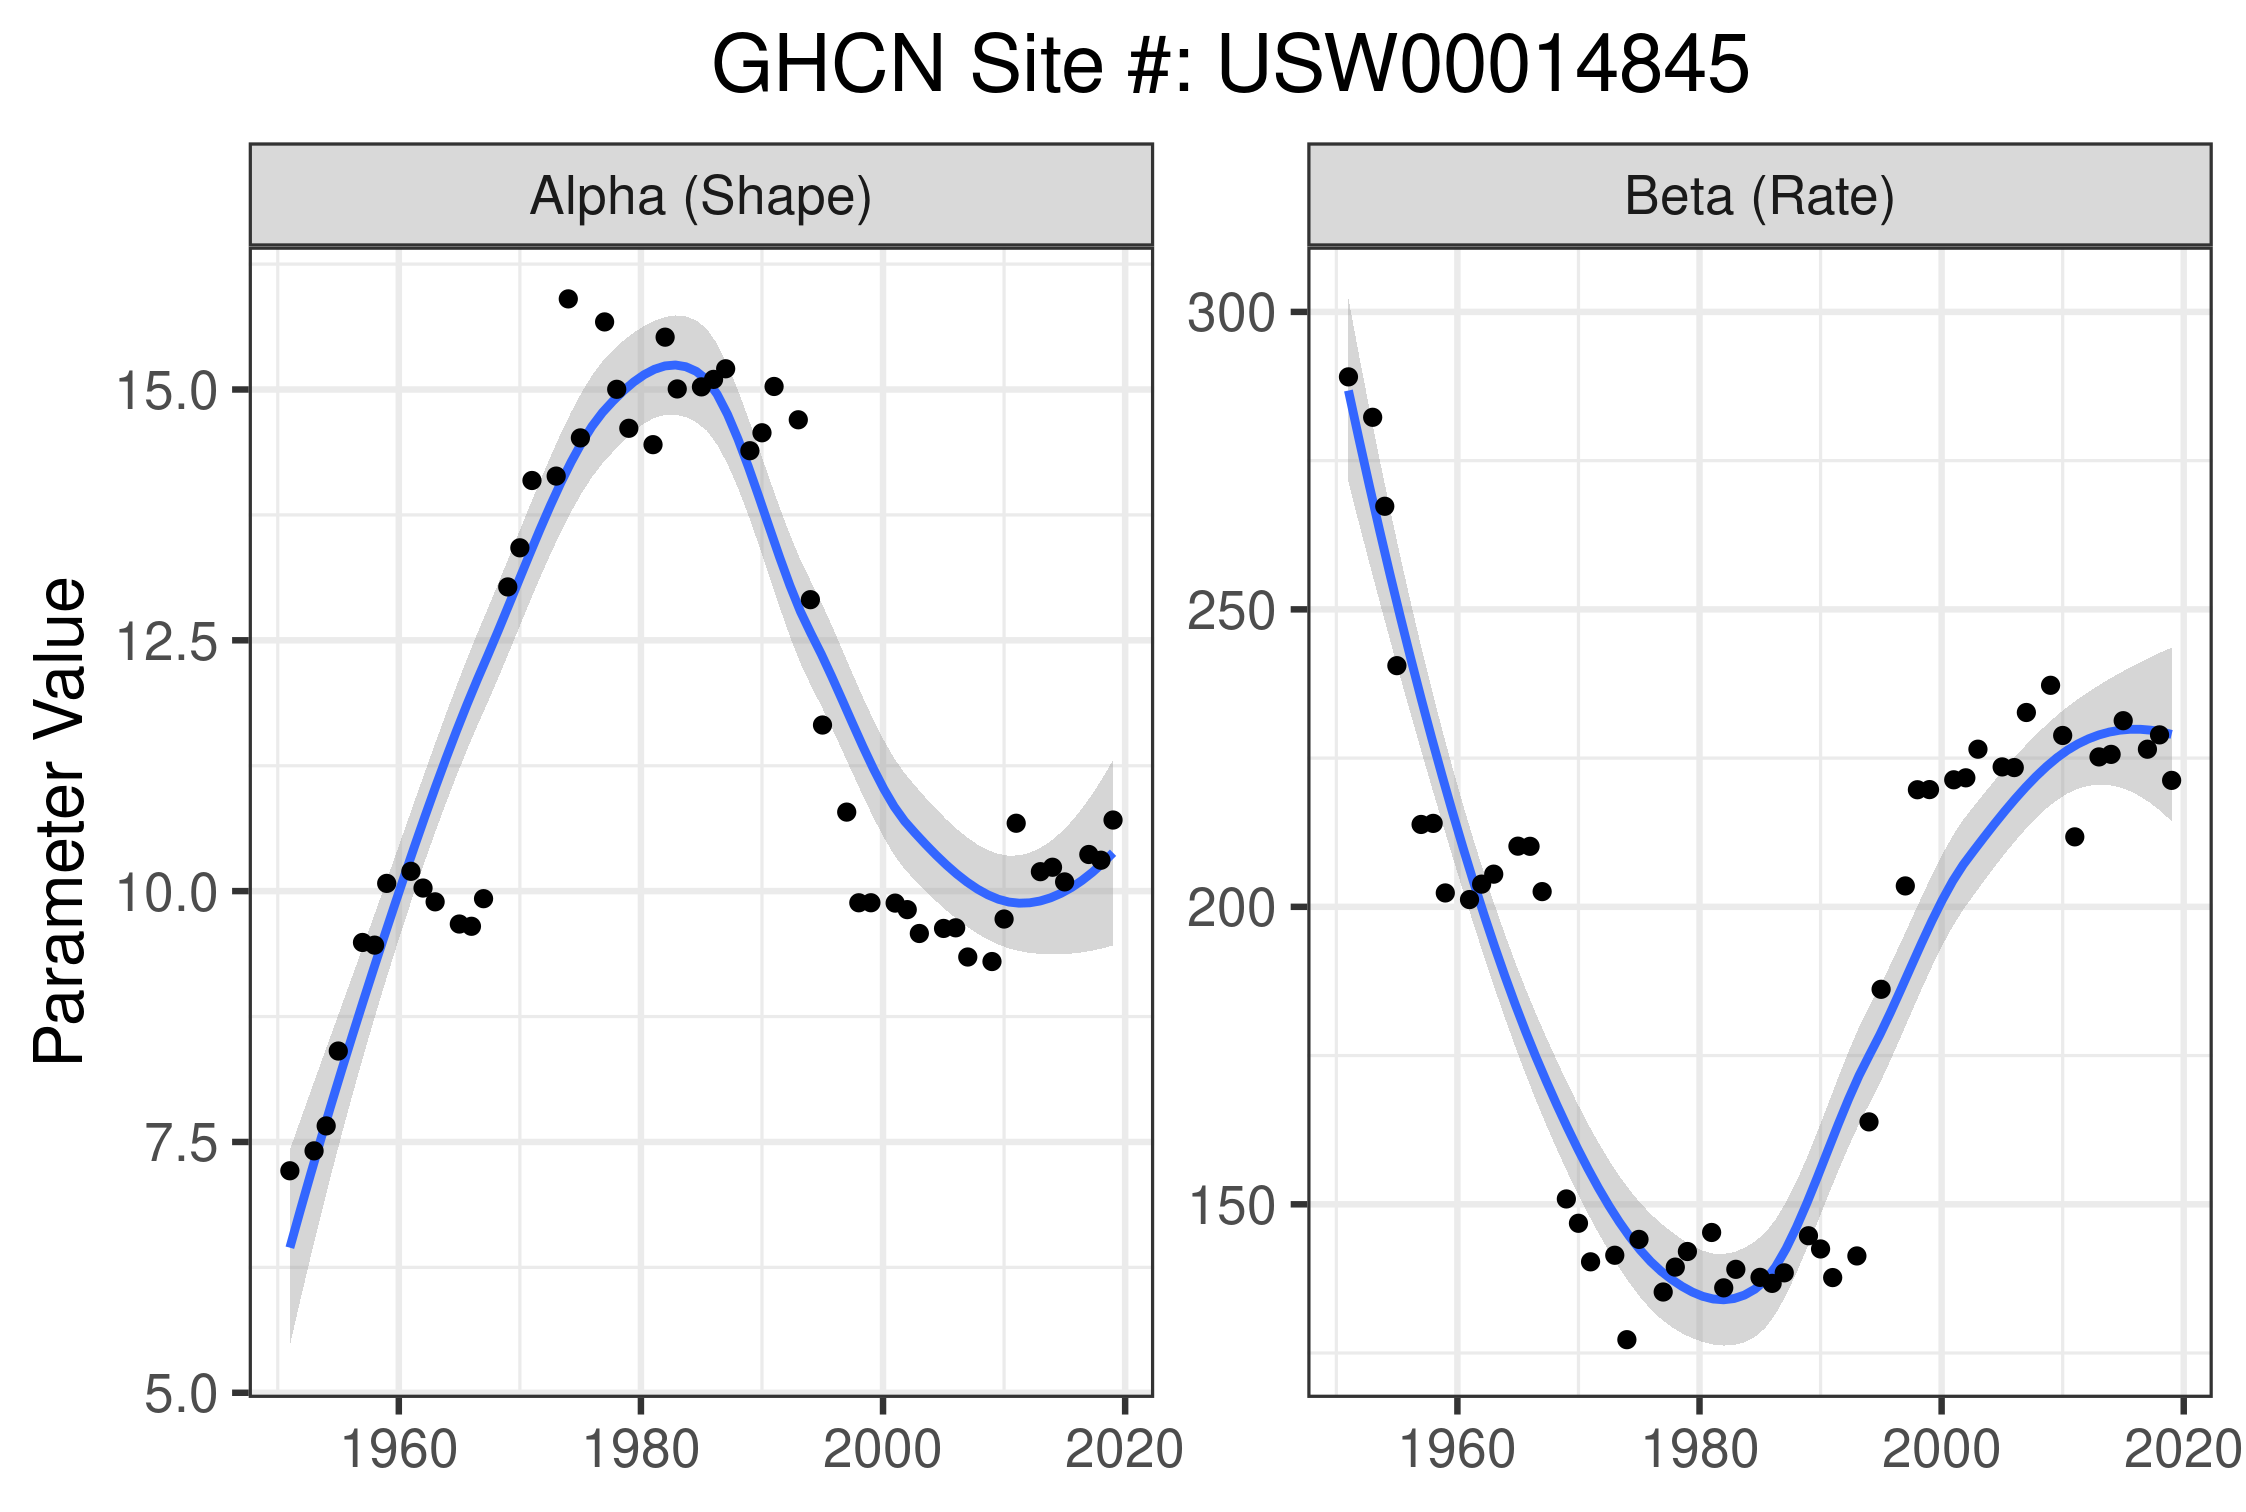 GHCN Site #: USW00014845
Alpha (Shape)
Beta (Rate)
Parameter Value
15.0
12.5
10.0
7.5
5.0
1960 1980 2000 2020
300
250
200
150
1960 1980 2000 2020